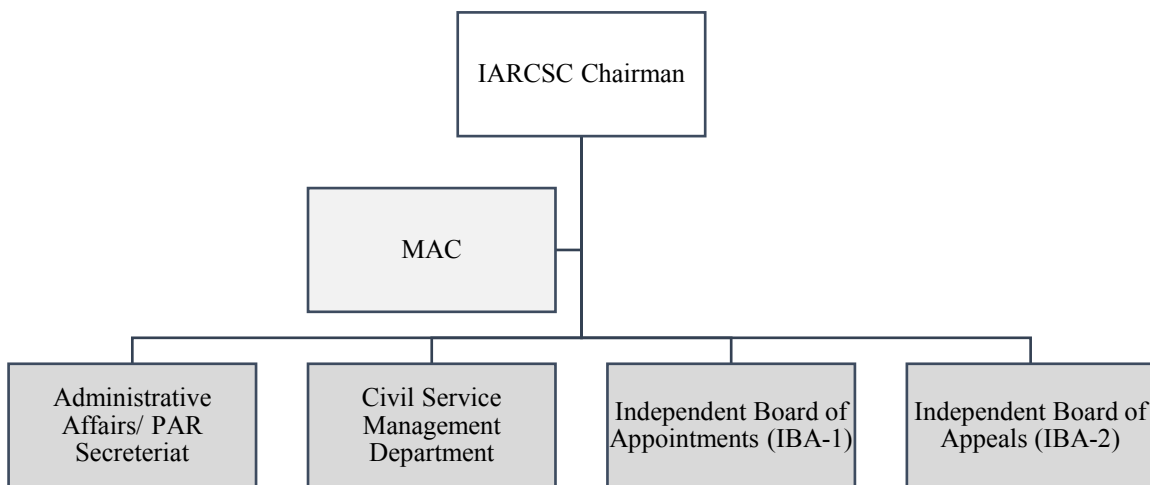 IARCSC Chairman
MAC
Administrative
Affairs/ PAR
Secreteriat
Civil Service
Management
Department
Independent Board of
Appointments (IBA-1)
Independent Board of
Appeals (IBA-2)